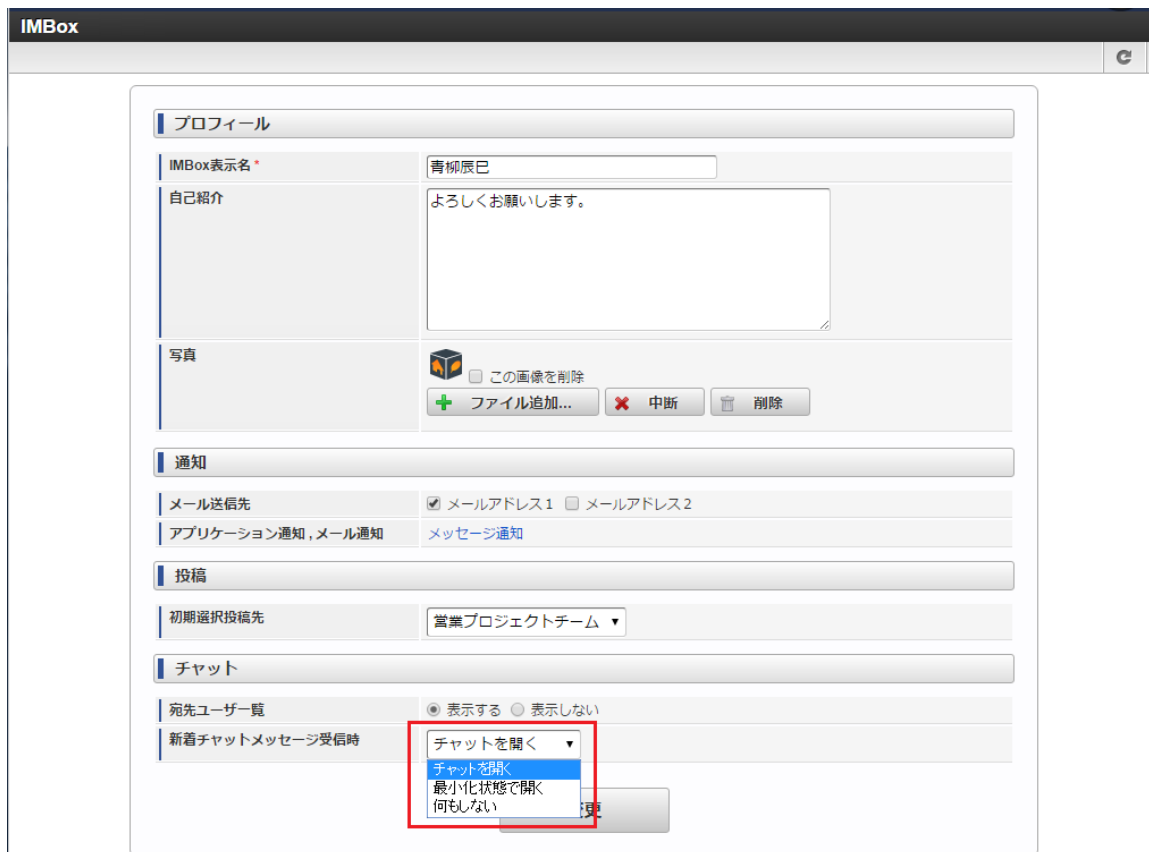 IMBox
プロフィール
IMBox表示名 *
青柳辰巳
自己紹介
よろしくお願いします。
写真
この画像を削除
ファイル追加...
中断
削除
通知
メール送信先
メールアドレス1
メールアドレス2
アプリケーション通知 , メール通知
メッセージ通知
投稿
初期選択投稿先
営業プロジェクトチーム
チャット
宛先ユーザ一覧
表示する
表示しない
新着チャットメッセージ受信時
チャットを開く
チャットを開く
最小化状態で開く
何もしない
更